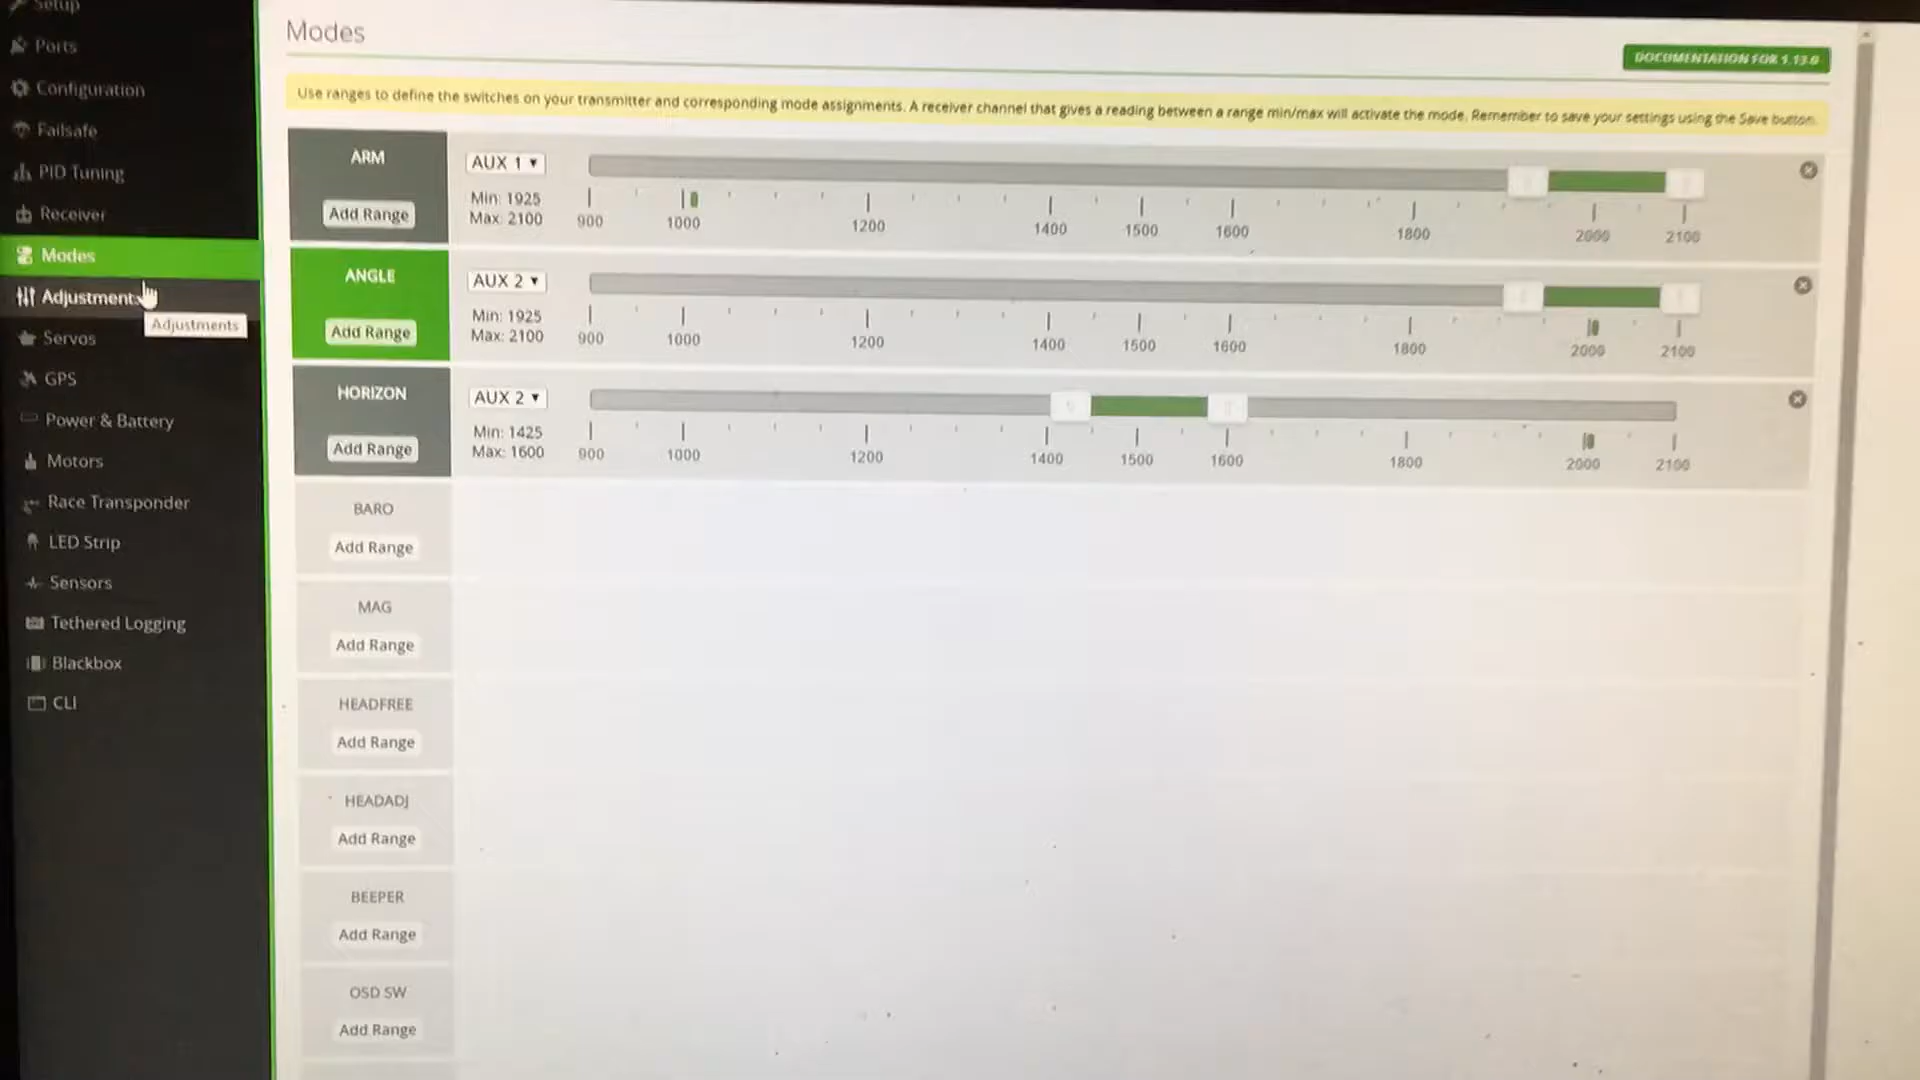 Setup
Ports
Configuration
Failsafe
PID Tuning
Receiver
Modes
Adjustments
Adjustments
Servos
GPS
Power & Battery
Motors
Race Transponder
LED Strip
Sensors
Tethered Logging
Blackbox
CLI
Modes
DOCUMENTATION FOR 1.13.0
Use ranges to define the switches on your transmitter and corresponding mode assignments. A receiver channel that gives a reading between a range min/max will activate the mode. Remember to save your settings using the Save button.
ARM
Add Range
AUX 1
Min: 1925
Max: 2100
900 1000 1200 1400 1500 1600 1800 2000 2100
ANGLE
Add Range
AUX 2
Min: 1925
Max: 2100
900 1000 1200 1400 1500 1600 1800 2000 2100
HORIZON
Add Range
AUX 2
Min: 1425
Max: 1600
900 1000 1200 1400 1500 1600 1800 2000 2100
BARO
Add Range
MAG
Add Range
HEADFREE
Add Range
HEADADJ
Add Range
BEEPER
Add Range
OSD SW
Add Range